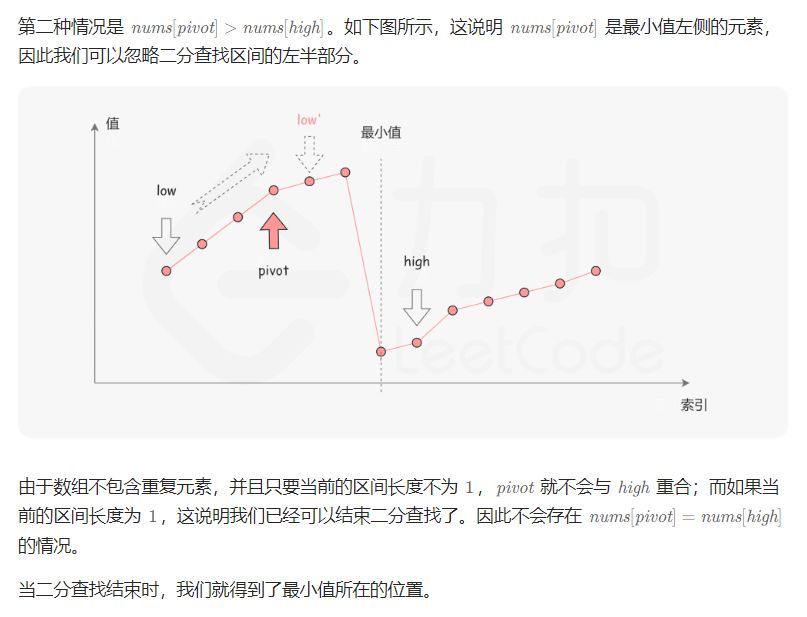 第二种情况是 nums[pivot] > nums[high]。如下图所示，这说明 nums[pivot] 是最小值左侧的元素，
因此我们可以忽略二分查找区间的左半部分。
值
low'
最小值
low
pivot
high
力扣
LeetCode
索引
由于数组不包含重复元素，并且只要当前的区间长度不为 1，pivot 就不会与 high 重合；而如果当
前的区间长度为 1，这说明我们已经可以结束二分查找了。因此不会存在 nums[pivot] = nums[high]
的情况。
当二分查找结束时，我们就得到了最小值所在的位置。